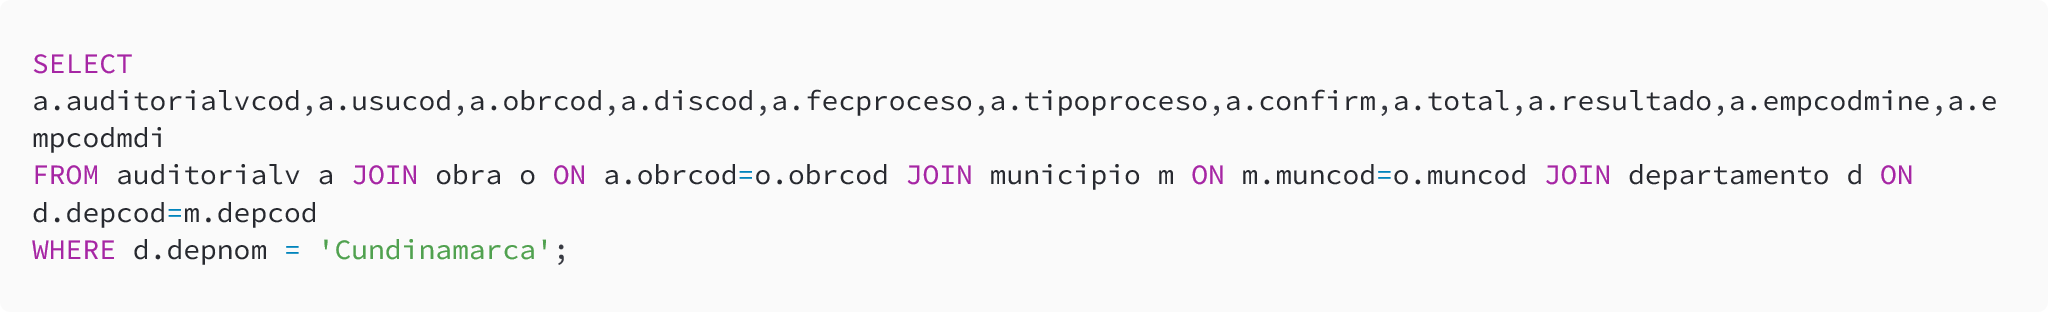 SELECT
a.auditorialvcod,a.usucod,a.obrcod,a.discod,a.fecproceso,a.tipoproceso,a.confirm,a.total,a.resultado,a.empcodmine,a.e
mpcodmdi
FROM auditorialv a JOIN obra o ON a.obrcod=o.obrcod JOIN municipio m ON m.muncod=o.muncod JOIN departamento d ON
d.depcod=m.depcod
WHERE d.depnom = 'Cundinamarca';